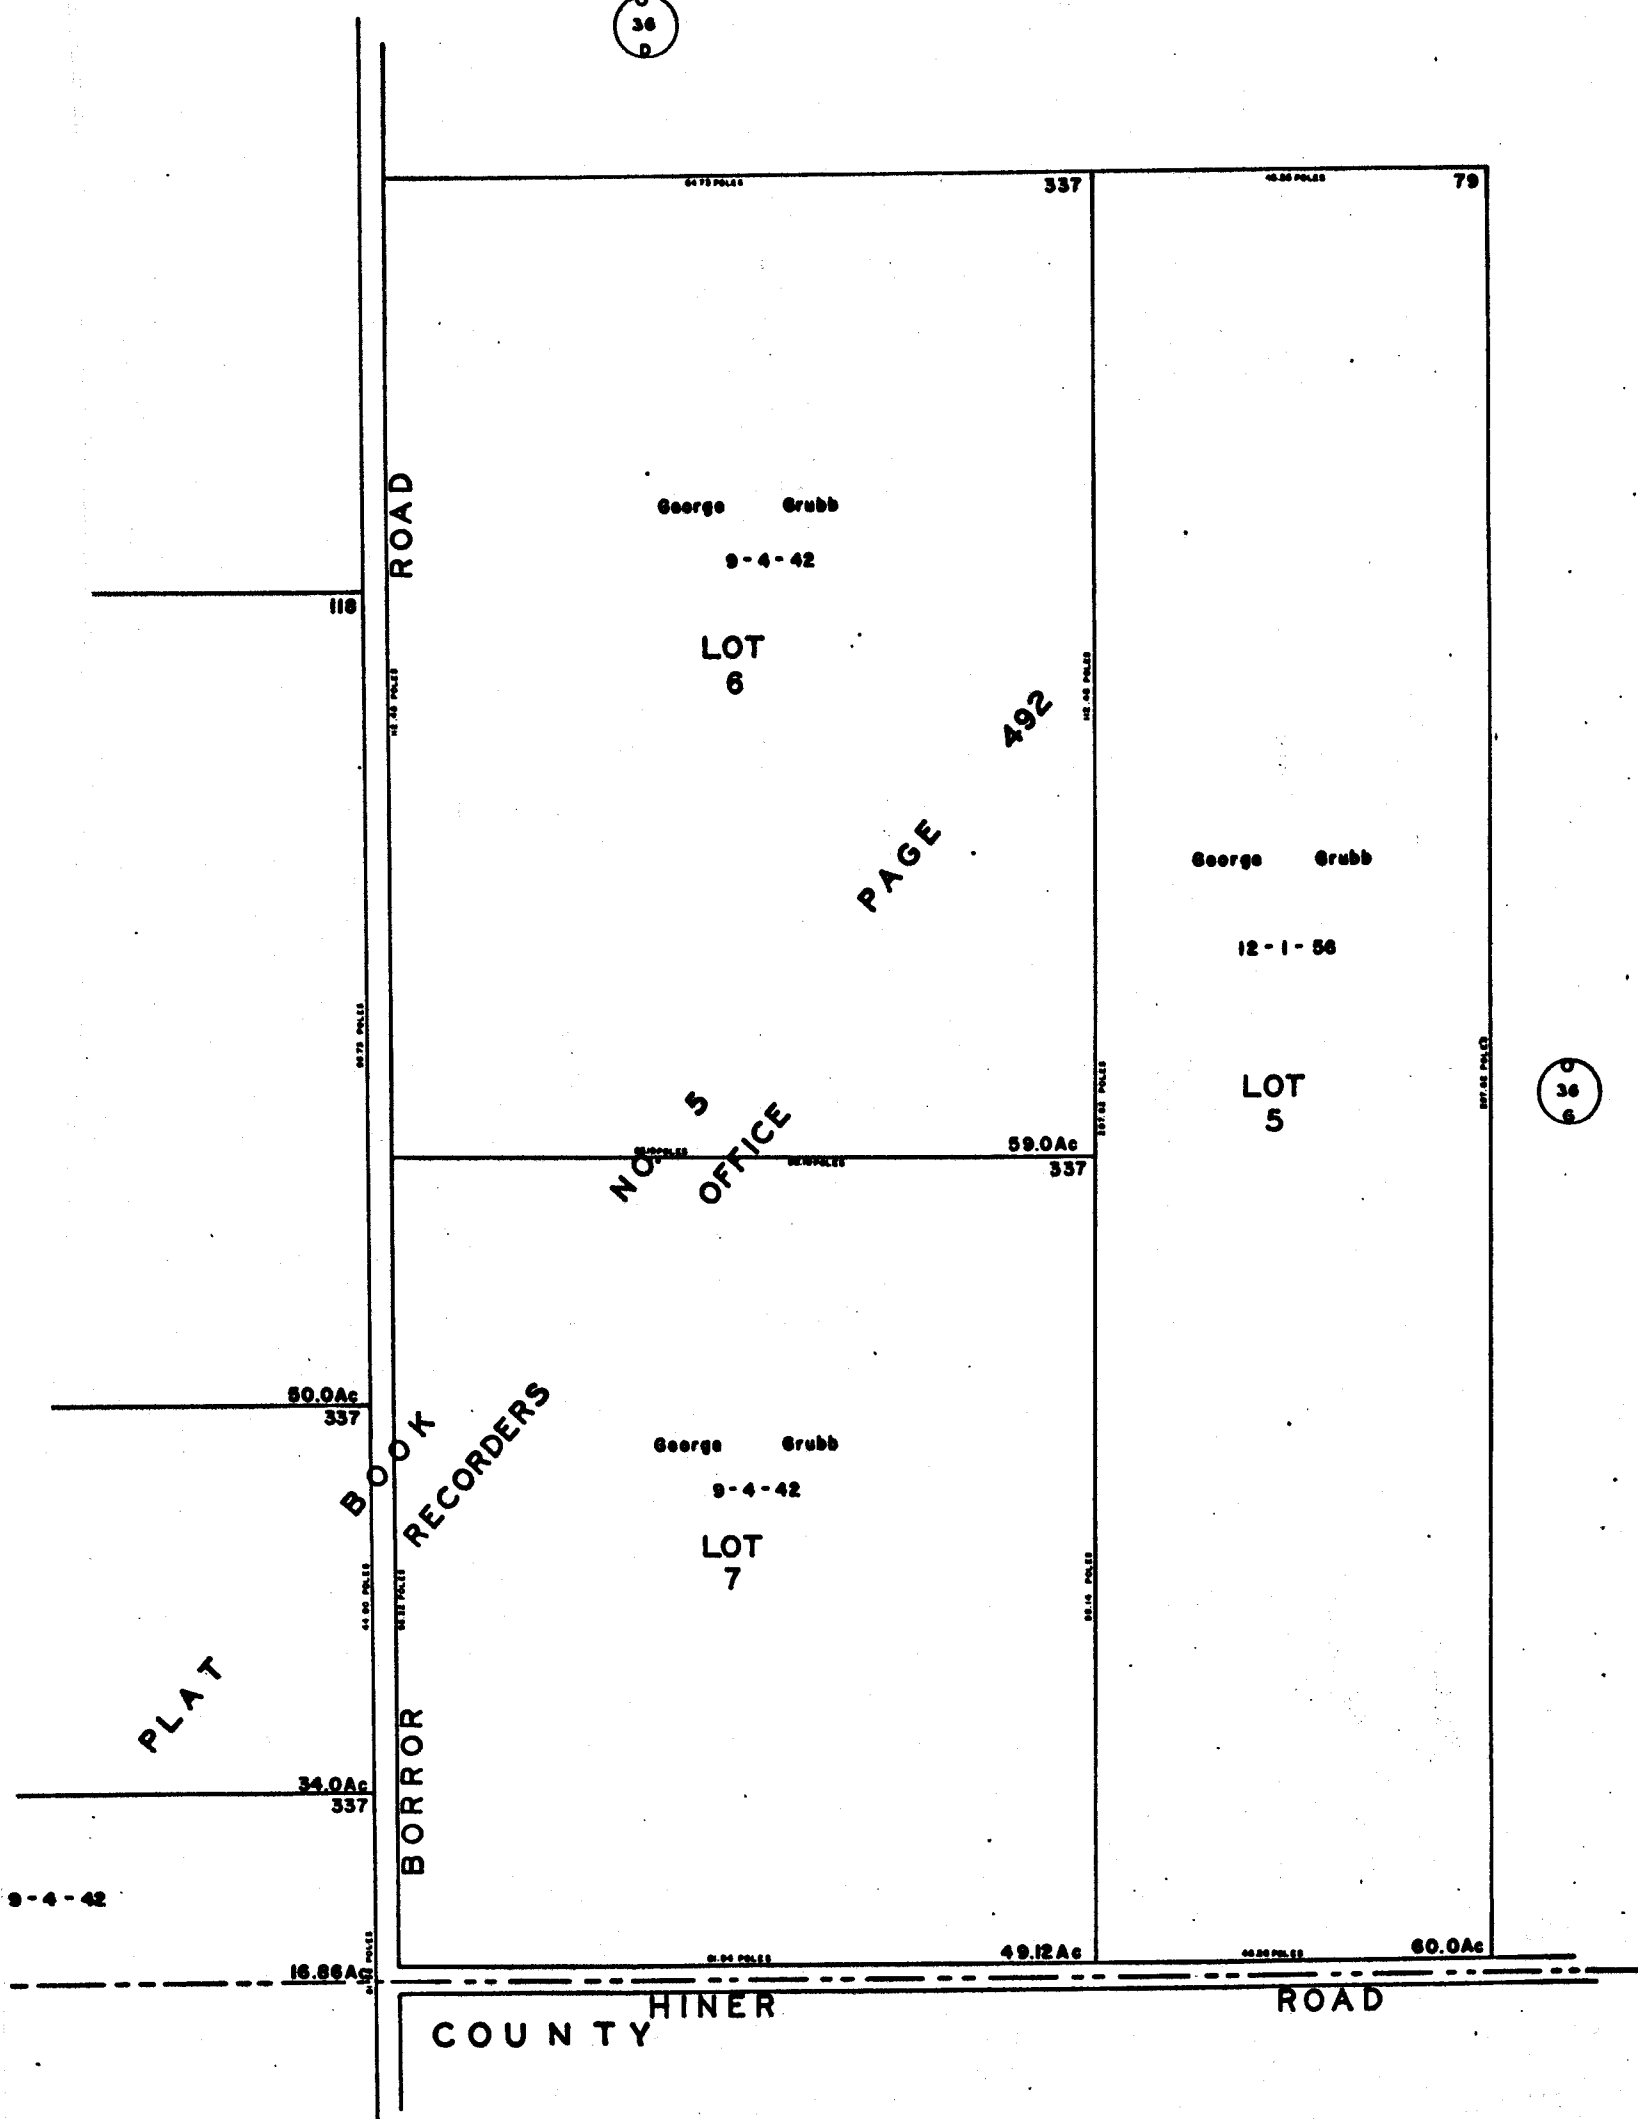 36
D
337
79
ROAD
George Grubb
9-4-42
118
LOT
6
492
PAGE
George Grubb
12-1-56
LOT
5
O
36
G
NO. 5
OFFICE
59.0Ac
337
50.0Ac
337
BOOK
RECORDERS
George Grubb
9-4-42
LOT
7
PLAT
BORROR
34.0Ac
337
9-4-42
16.86Ac
49.12Ac
60.0Ac
HINER ROAD
COUNTY